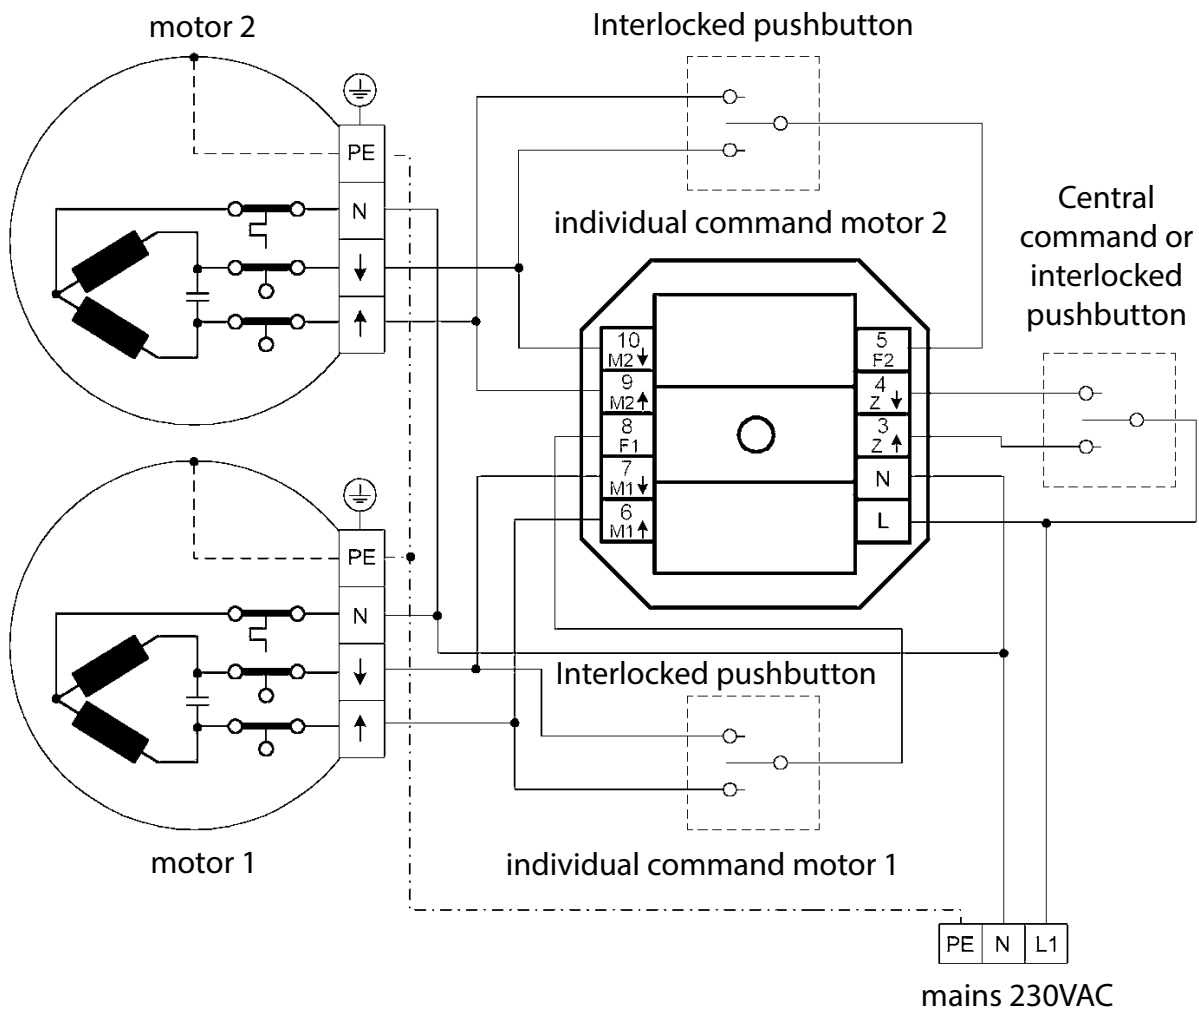 motor 2
Interlocked pushbutton
PE
N
↓
↑
individual command motor 2
Central
command or
interlocked
pushbutton
10
M2↓
9
M2↑
8
F1
7
M1↓
6
M1↑
5
F2
4
Z ↓
3
Z ↑
N
L
PE
N
↓
↑
Interlocked pushbutton
motor 1
individual command motor 1
PE N L1
mains 230VAC